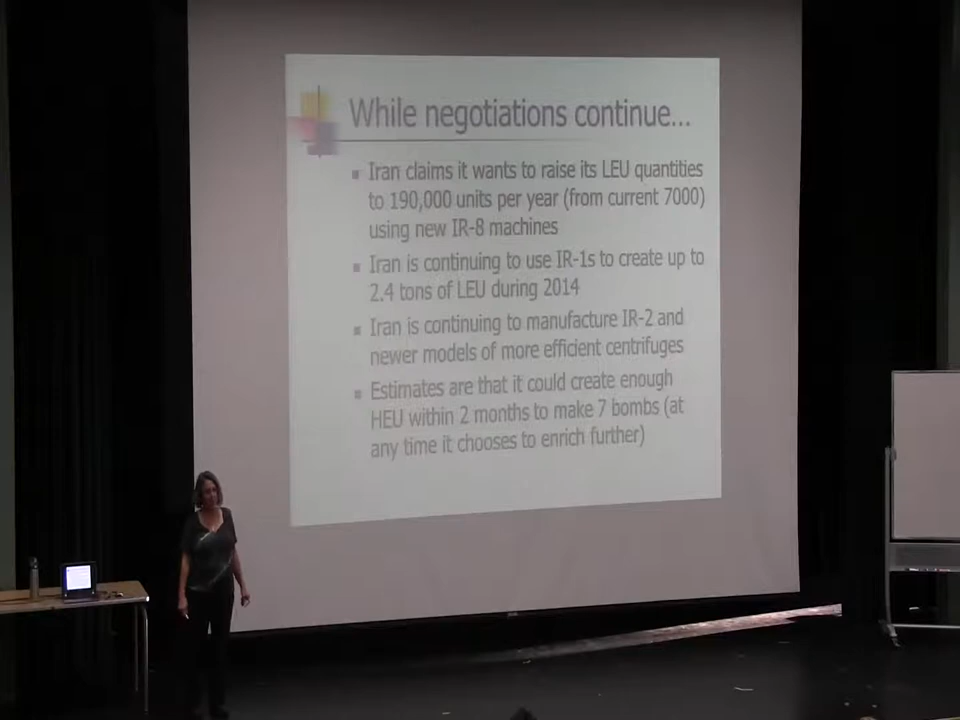 While negotiations continue...
Iran claims it wants to raise its LEU quantities
to 190,000 units per year (from current 7000)
using new IR-8 machines
Iran is continuing to use IR-1s to create up to
2.4 tons of LEU during 2014
Iran is continuing to manufacture IR-2 and
newer models of more efficient centrifuges
Estimates are that it could create enough
HEU within 2 months to make 7 bombs (at
any time it chooses to enrich further)